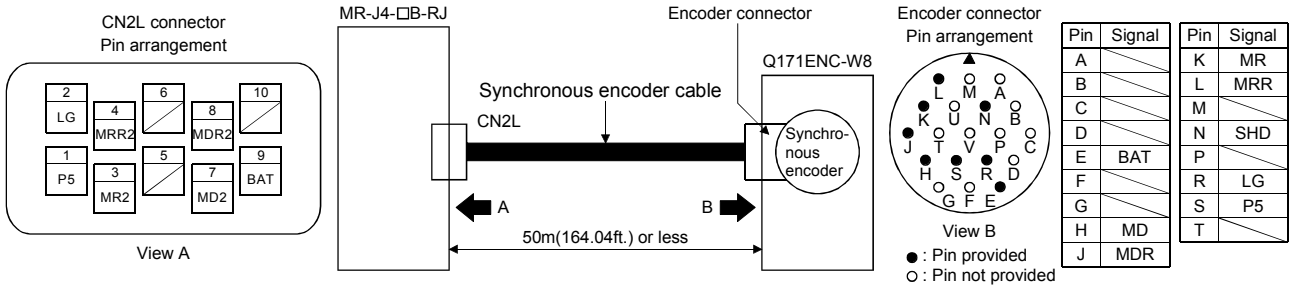 CN2L connector
Pin arrangement
2
LG
4
MRR2
6
8
MDR2
10
1
P5
3
MR2
5
7
MD2
9
BAT
View A
MR-J4-□B-RJ
Encoder connector
Q171ENC-W8
Synchronous encoder cable
CN2L
Synchro-
nous
encoder
A
B
50m(164.04ft.) or less
Encoder connector
Pin arrangement
L M A
K U N B
J T V P C
H S R D
G F E
View B
● : Pin provided
○ : Pin not provided
Pin Signal
A
B
C
D
E BAT
F
G
H MD
J MDR
Pin Signal
K MR
L MRR
M
N SHD
P
R LG
S P5
T